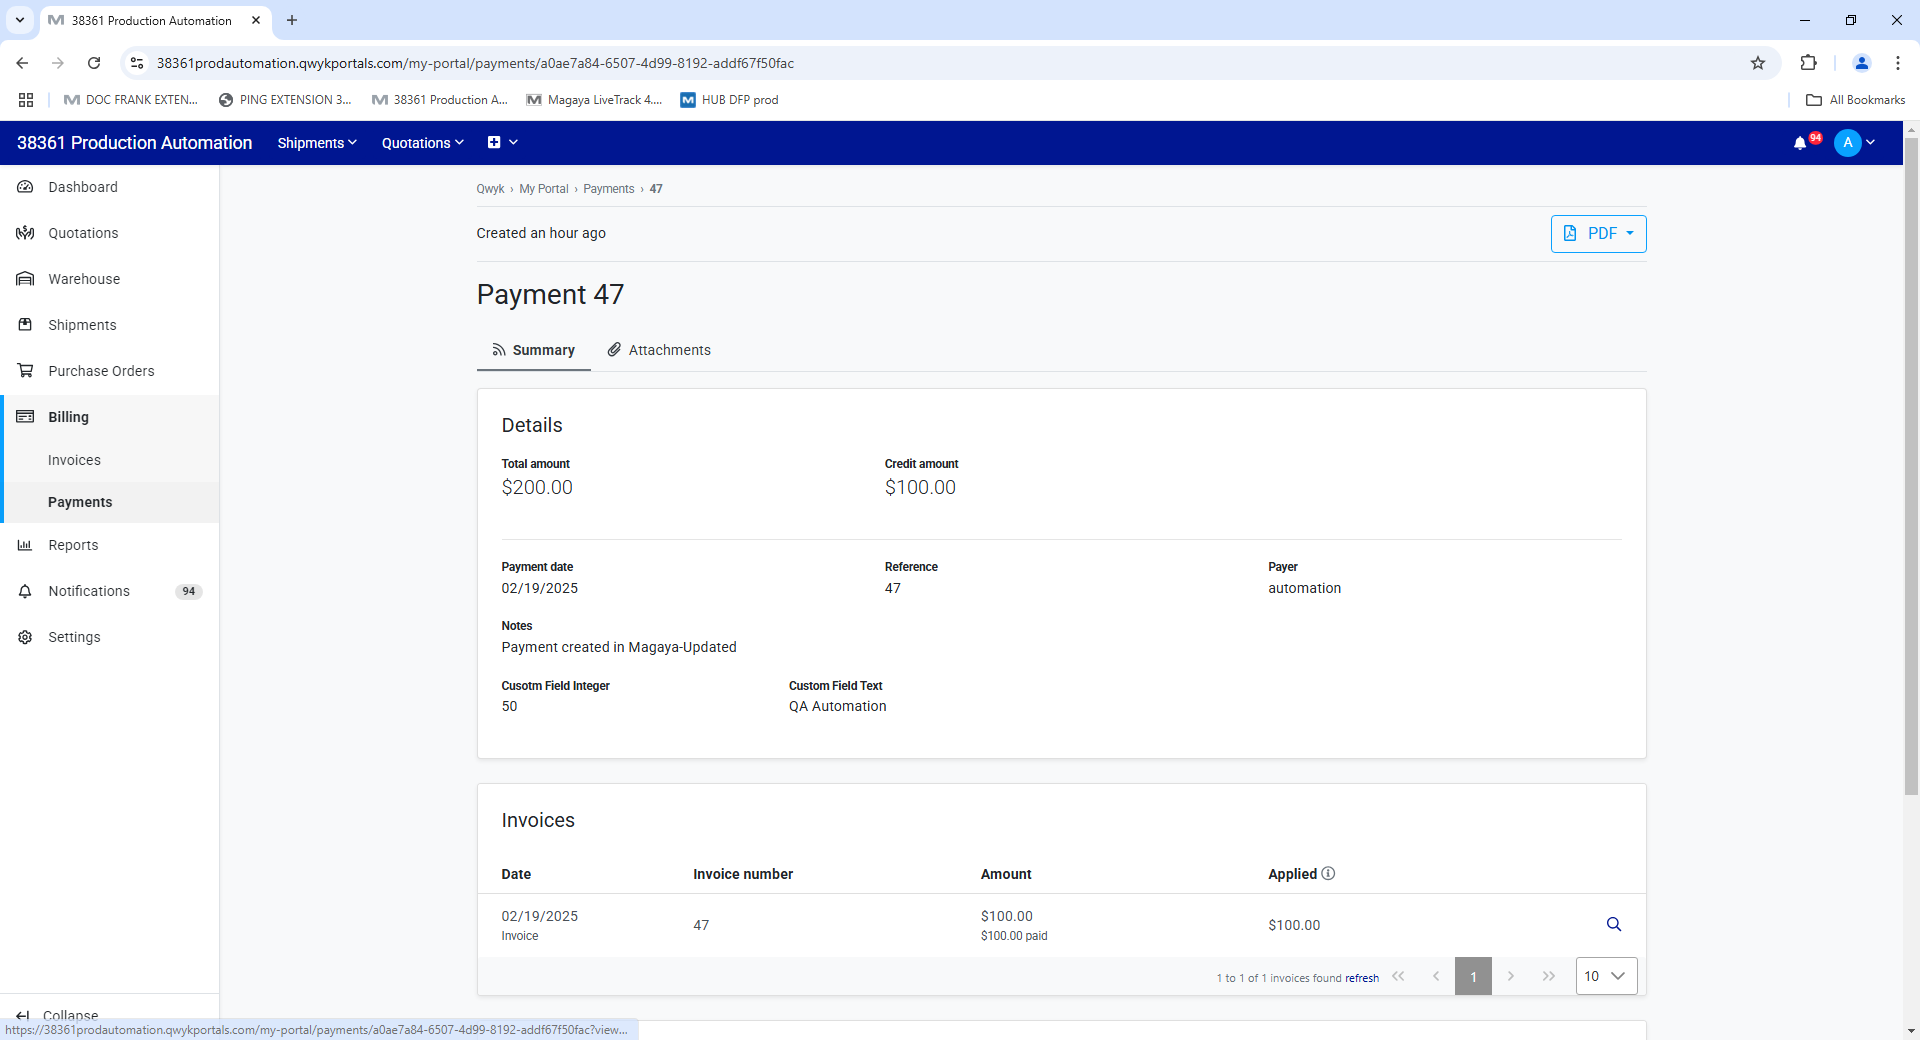 38361 Production Automation
38361prodautomation.qwykportals.com/my-portal/payments/a0ae7a84-6507-4d99-8192-addf67f50fac
DOC FRANK EXTEN...
PING EXTENSION 3...
38361 Production A...
Magaya LiveTrack 4....
HUB DFP prod
All Bookmarks
38361 Production Automation
Shipments
Quotations
94
A
Dashboard
Quotations
Warehouse
Shipments
Purchase Orders
Billing
Invoices
Payments
Reports
Notifications
94
Settings
Collapse
Qwyk › My Portal › Payments › 47
Created an hour ago
PDF
Payment 47
Summary
Attachments
Details
Total amount
$200.00
Credit amount
$100.00
Payment date
02/19/2025
Reference
47
Payer
automation
Notes
Payment created in Magaya-Updated
Cusotm Field Integer
50
Custom Field Text
QA Automation
Invoices
Date Invoice number Amount Applied
02/19/2025
Invoice
47
$100.00
$100.00 paid
$100.00
1 to 1 of 1 invoices found refresh
1
10
https://38361prodautomation.qwykportals.com/my-portal/payments/a0ae7a84-6507-4d99-8192-addf67f50fac?view...